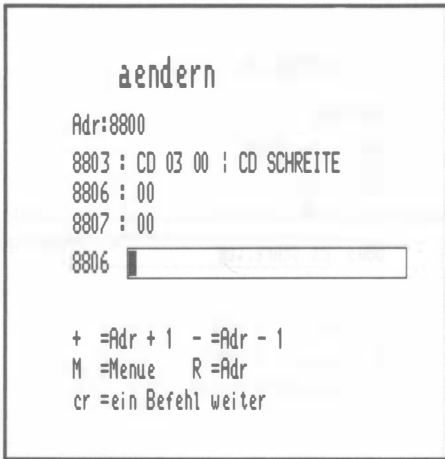 aendern
Adr:8800
8803 : CD 03 00 ¦ CD SCHREITE
8806 : 00
8807 : 00
8806
+ =Adr + 1 - =Adr - 1
M =Menue R =Adr
cr =ein Befehl weiter